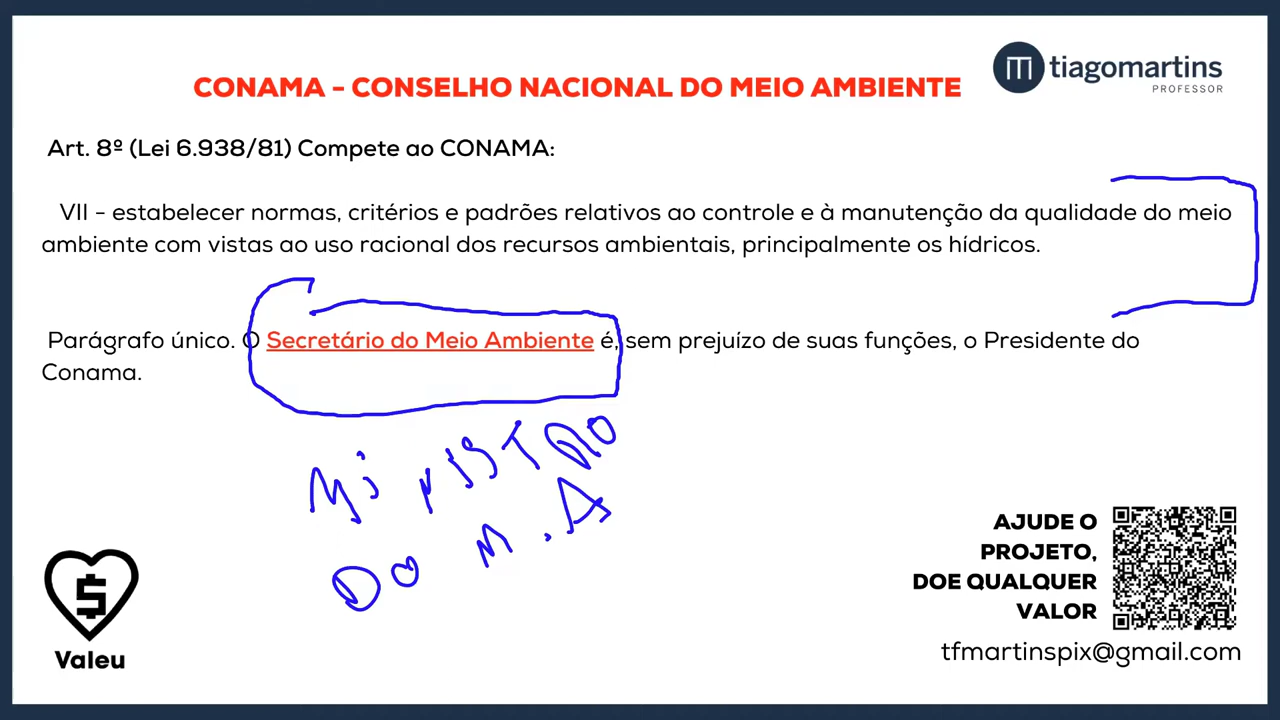 CONAMA - CONSELHO NACIONAL DO MEIO AMBIENTE
tiagomartins
PROFESSOR
Art. 8º (Lei 6.938/81) Compete ao CONAMA:
VII - estabelecer normas, critérios e padrões relativos ao controle e à manutenção da qualidade do meio
ambiente com vistas ao uso racional dos recursos ambientais, principalmente os hídricos.
Parágrafo único. O Secretário do Meio Ambiente é, sem prejuízo de suas funções, o Presidente do
Conama.
MiNISTRO
DO M.A
AJUDE O
PROJETO,
DOE QUALQUER
VALOR
tfmartinspix@gmail.com
Valeu